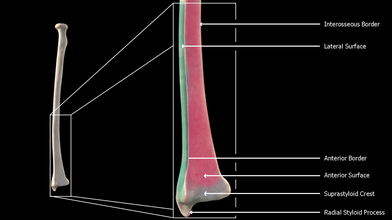 Interosseous Border
Lateral Surface
Anterior Border
Anterior Surface
Suprastyloid Crest
Radial Styloid Process